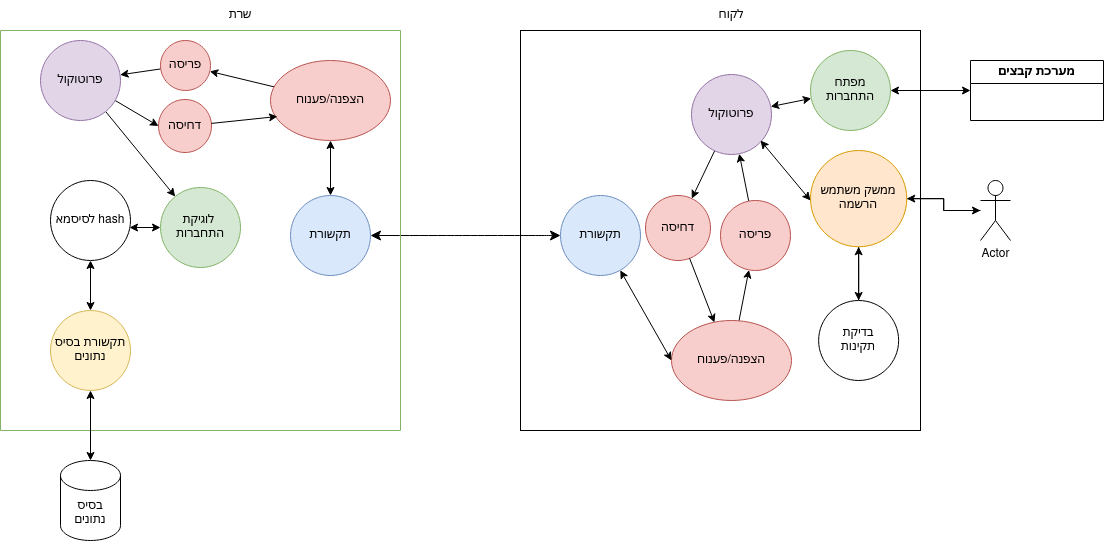 שרת
לקוח
פרוטוקול
פריסה
דחיסה
הצפנה/פענוח
hash לסיסמא
לוגיקת
התחברות
תקשורת
תקשורת בסיס
נתונים
בסיס
נתונים
מפתח
התחברות
מערכת קבצים
פרוטוקול
ממשק משתמש
הרשמה
Actor
תקשורת
דחיסה
פריסה
הצפנה/פענוח
בדיקת
תקינות